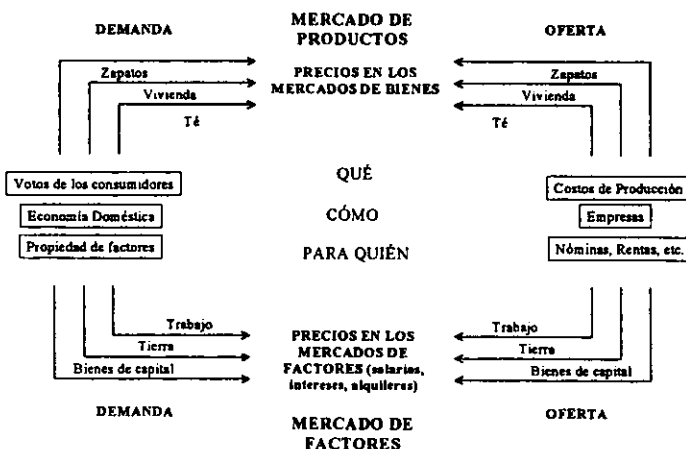 DEMANDA
MERCADO DE
PRODUCTOS
OFERTA
Zapatos
PRECIOS EN LOS
MERCADOS DE BIENES
Zapatos
Vivienda
Vivienda
Té
Té
Votos de los consumidores
QUÉ
Costos de Producción
Economía Doméstica
CÓMO
Empresas
Propiedad de factores
PARA QUIÉN
Nóminas, Rentas, etc.
Trabajo
PRECIOS EN LOS
MERCADOS DE
FACTORES (salarios,
intereses, alquileres)
Trabajo
Tierra
Tierra
Bienes de capital
Bienes de capital
DEMANDA
MERCADO DE
FACTORES
OFERTA